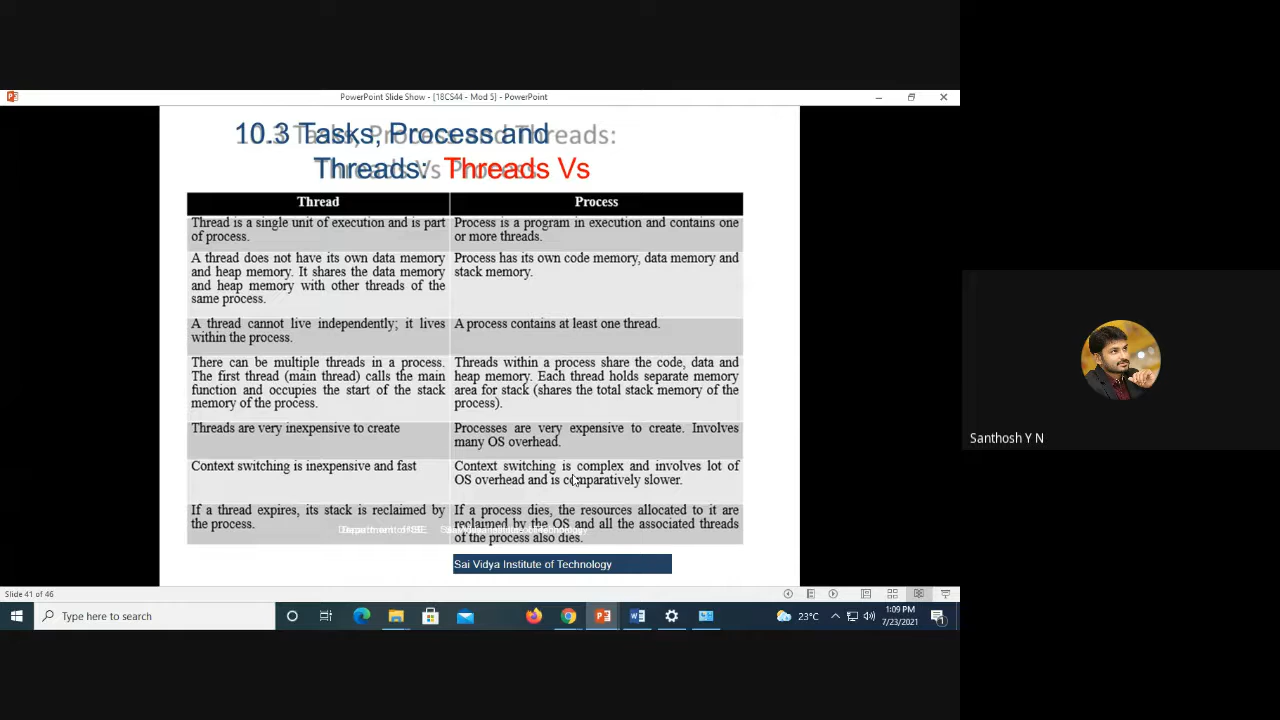 PowerPoint Slide Show - [18CS44 - Mod 5] - PowerPoint
10.3 Tasks, Process and
Threads: Threads Vs
10.3 Tasks, Process and Threads:
Threads Vs Process
Thread
Process
Thread is a single unit of execution and is part
of process.
Process is a program in execution and contains one
or more threads.
A thread does not have its own data memory
and heap memory. It shares the data memory
and heap memory with other threads of the
same process.
Process has its own code memory, data memory and
stack memory.
A thread cannot live independently; it lives
within the process.
A process contains at least one thread.
There can be multiple threads in a process.
The first thread (main thread) calls the main
function and occupies the start of the stack
memory of the process.
Threads within a process share the code, data and
heap memory. Each thread holds separate memory
area for stack (shares the total stack memory of the
process).
Threads are very inexpensive to create
Processes are very expensive to create. Involves
many OS overhead.
Context switching is inexpensive and fast
Context switching is complex and involves lot of
OS overhead and is comparatively slower.
If a thread expires, its stack is reclaimed by
the process.
If a process dies, the resources allocated to it are
reclaimed by the OS and all the associated threads
of the process also dies.
Sai Vidya Institute of Technology
Santhosh Y N
Slide 41 of 46
Type here to search
23°C
1:09 PM
7/23/2021
1